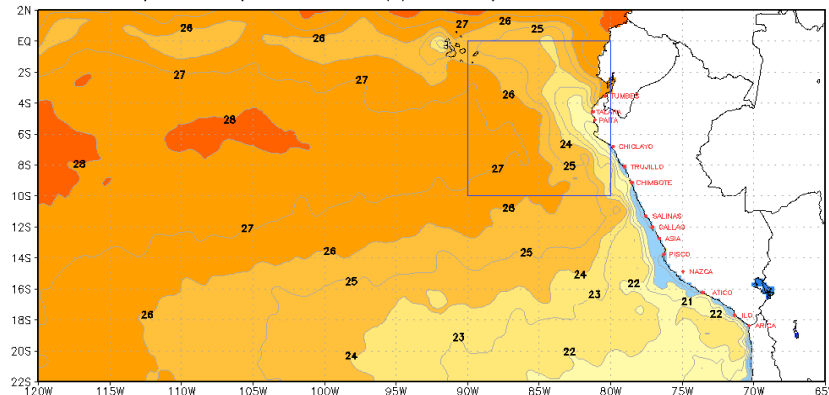 2N
27
26
25
26
26
EQ
27
27
2S
26
TUMBES
4S
TALARA
PAITA
28
6S
24
CHICLAYO
28
27
25
TRUJILLO
8S
CHIMBOTE
10S
26
SALINAS
27
12S
CALLAO
ASIA
26
25
PISCO
14S
25
24
NAZCA
22
16S
23
21
ATICO
26
22
ILO
18S
ARICA
23
24
22
20S
22S
120W
115W
110W
105W
100W
95W
90W
85W
80W
75W
70W
65W